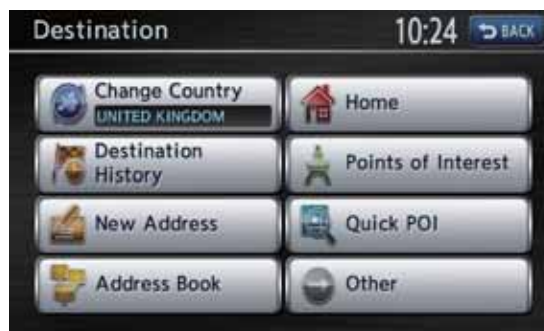 Destination
10:24
BACK
Change Country
UNITED KINGDOM
Home
Destination
History
Points of Interest
New Address
Quick POI
Address Book
Other